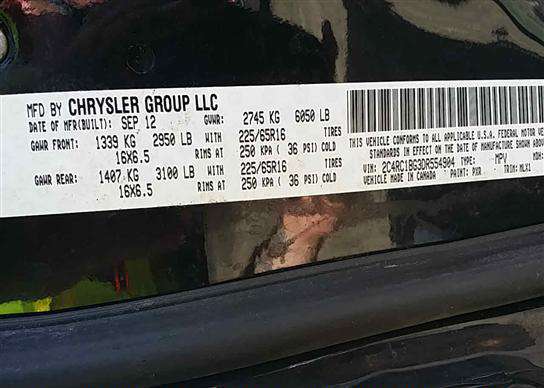 MFD BY CHRYSLER GROUP LLC
DATE OF MFR(BUILT): SEP 12 GVWR: 2745 KG 6050 LB
GAWR FRONT: 1339 KG 2950 LB WITH 225/65R16 TIRES
16X6.5 RIMS AT 250 KPA ( 36 PSI) COLD
GAWR REAR: 1407 KG 3100 LB WITH 225/65R16 TIRES
16X6.5 RIMS AT 250 KPA ( 36 PSI) COLD
THIS VEHICLE CONFORMS TO ALL APPLICABLE U.S.A. FEDERAL MOTOR
STANDARDS IN EFFECT ON THE DATE OF MANUFACTURE SHOWN
VIN: 2C4RC1BG3DR554904 TYPE: MPV
VEHICLE MADE IN CANADA PAINT: PXR TRIM: MLX1